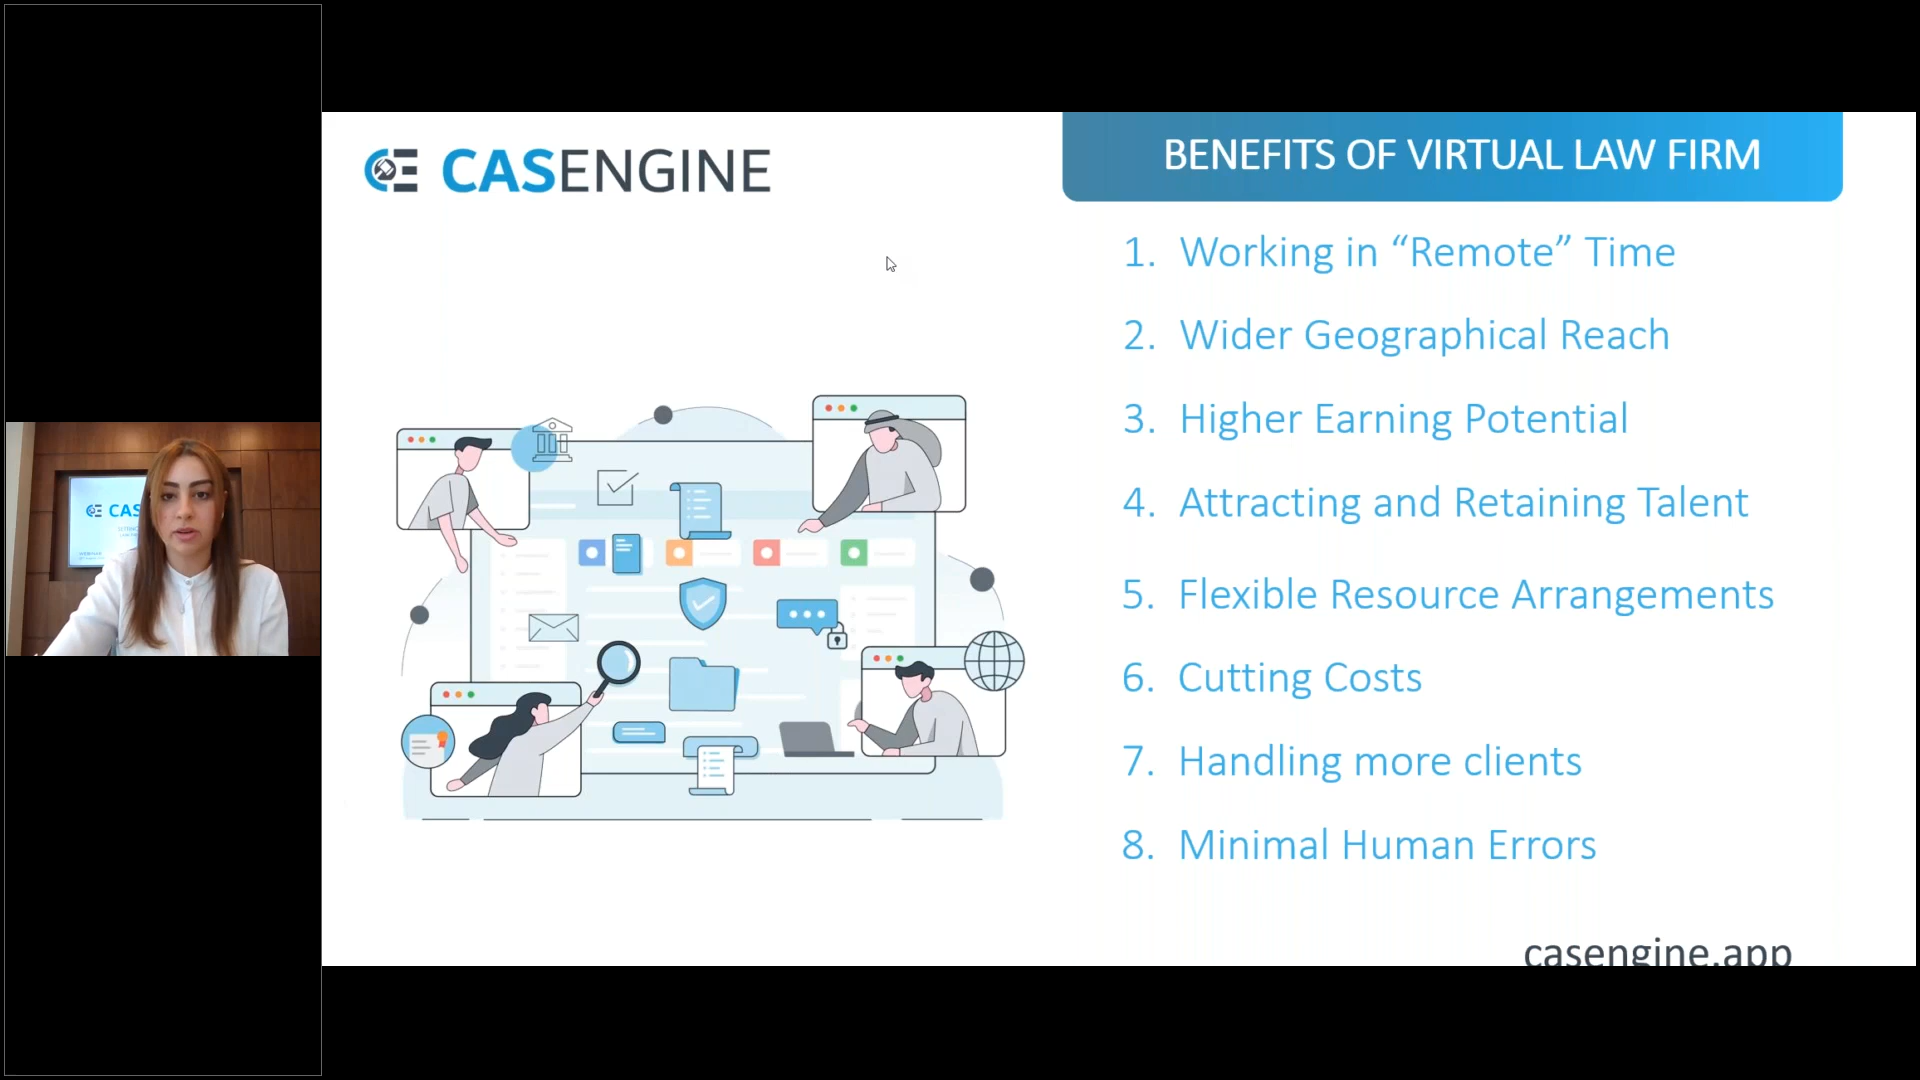 CASENGINE
BENEFITS OF VIRTUAL LAW FIRM
1. Working in “Remote” Time
2. Wider Geographical Reach
3. Higher Earning Potential
4. Attracting and Retaining Talent
5. Flexible Resource Arrangements
6. Cutting Costs
7. Handling more clients
8. Minimal Human Errors
casengine.app
CAS